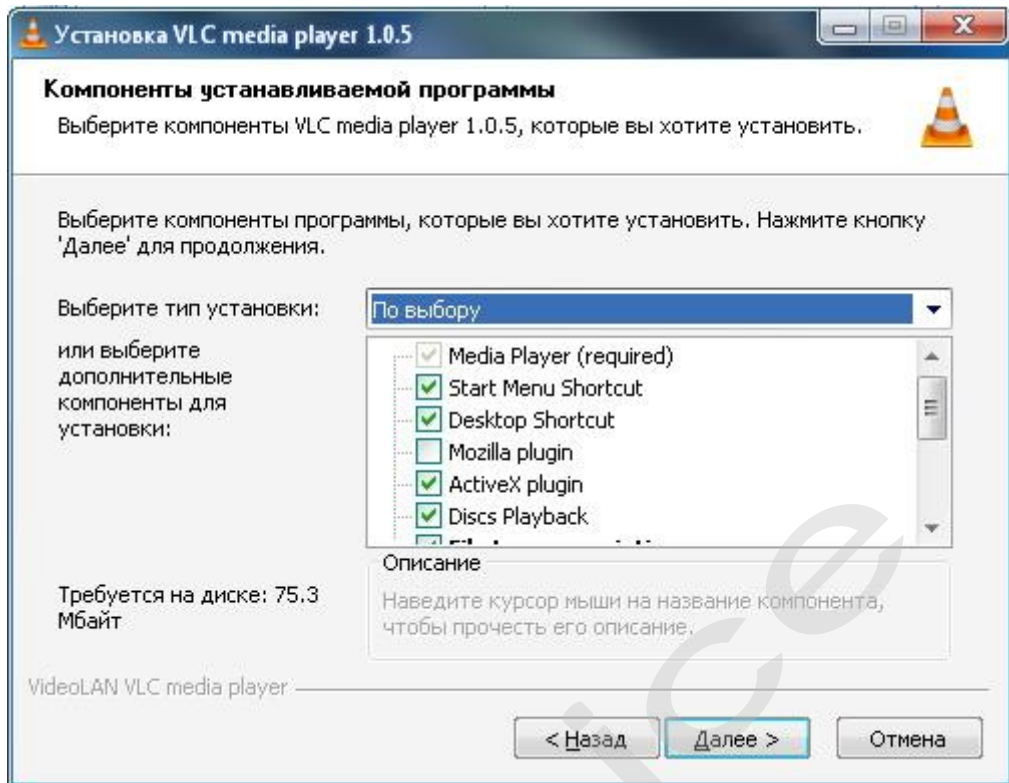 Установка VLC media player 1.0.5
Компоненты устанавливаемой программы
Выберите компоненты VLC media player 1.0.5, которые вы хотите установить.
Выберите компоненты программы, которые вы хотите установить. Нажмите кнопку
'Далее' для продолжения.
Выберите тип установки:
По выбору
или выберите
дополнительные
компоненты для
установки:
Media Player (required)
Start Menu Shortcut
Desktop Shortcut
Mozilla plugin
ActiveX plugin
Discs Playback
Требуется на диске: 75.3
Мбайт
Описание
Наведите курсор мыши на название компонента,
чтобы прочесть его описание.
VideoLAN VLC media player
< Назад
Далее >
Отмена